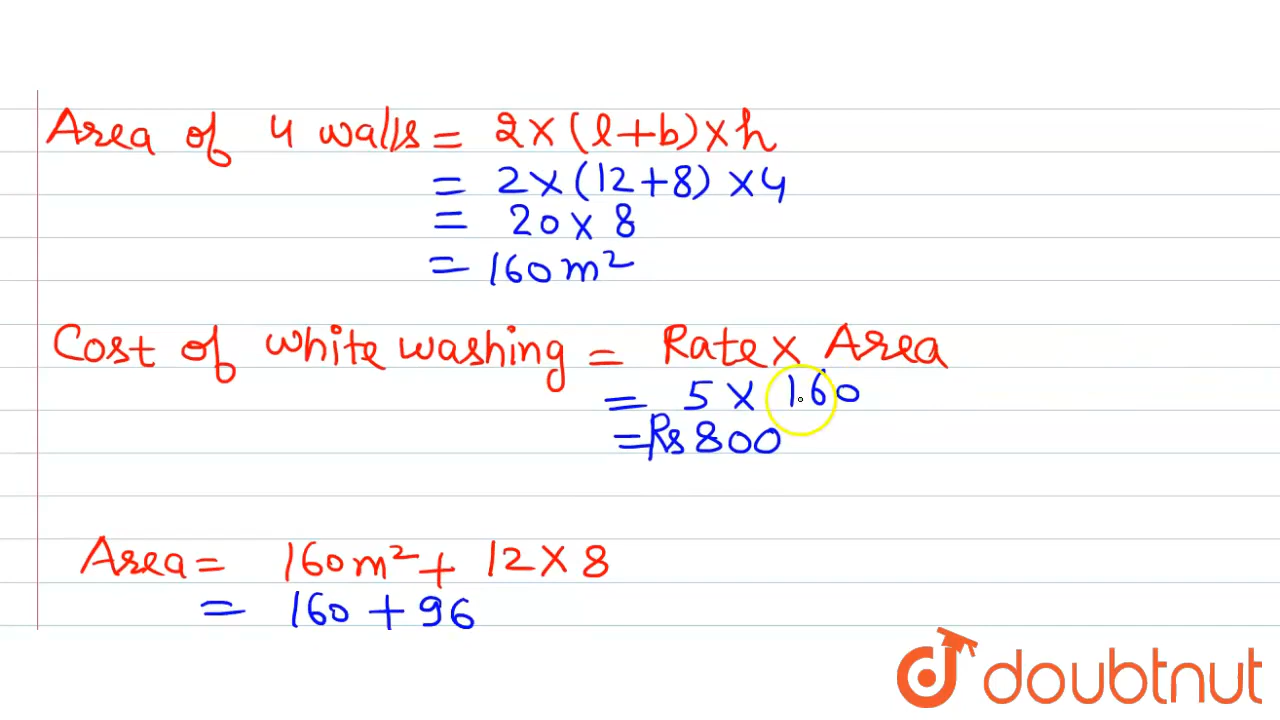 Area of 4 walls = 2 × (l+b) × h
= 2 × (12+8) × 4
= 20 × 8
= 160 m²
Cost of white washing = Rate × Area
= 5 × 160
= Rs 800
Area = 160 m² + 12 × 8
= 160 + 96
doubtnut